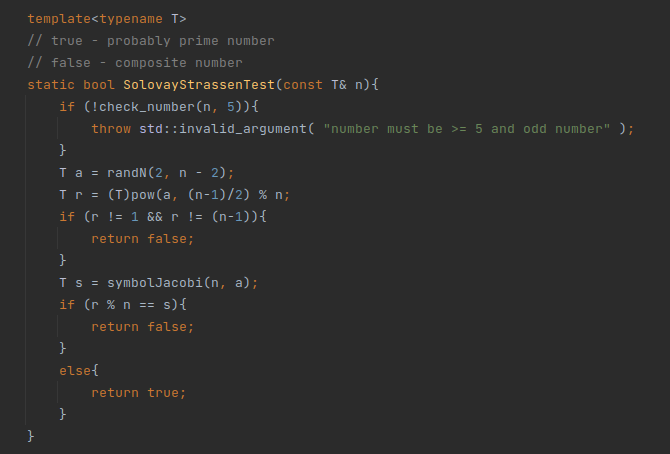 template<typename T>
// true - probably prime number
// false - composite number
static bool SolovayStrassenTest(const T& n){
    if (!check_number(n, 5)){
        throw std::invalid_argument( "number must be >= 5 and odd number" );
    }
    T a = randN(2, n - 2);
    T r = (T)pow(a, (n-1)/2) % n;
    if (r != 1 && r != (n-1)){
        return false;
    }
    T s = symbolJacobi(n, a);
    if (r % n == s){
        return false;
    }
    else{
        return true;
    }
}